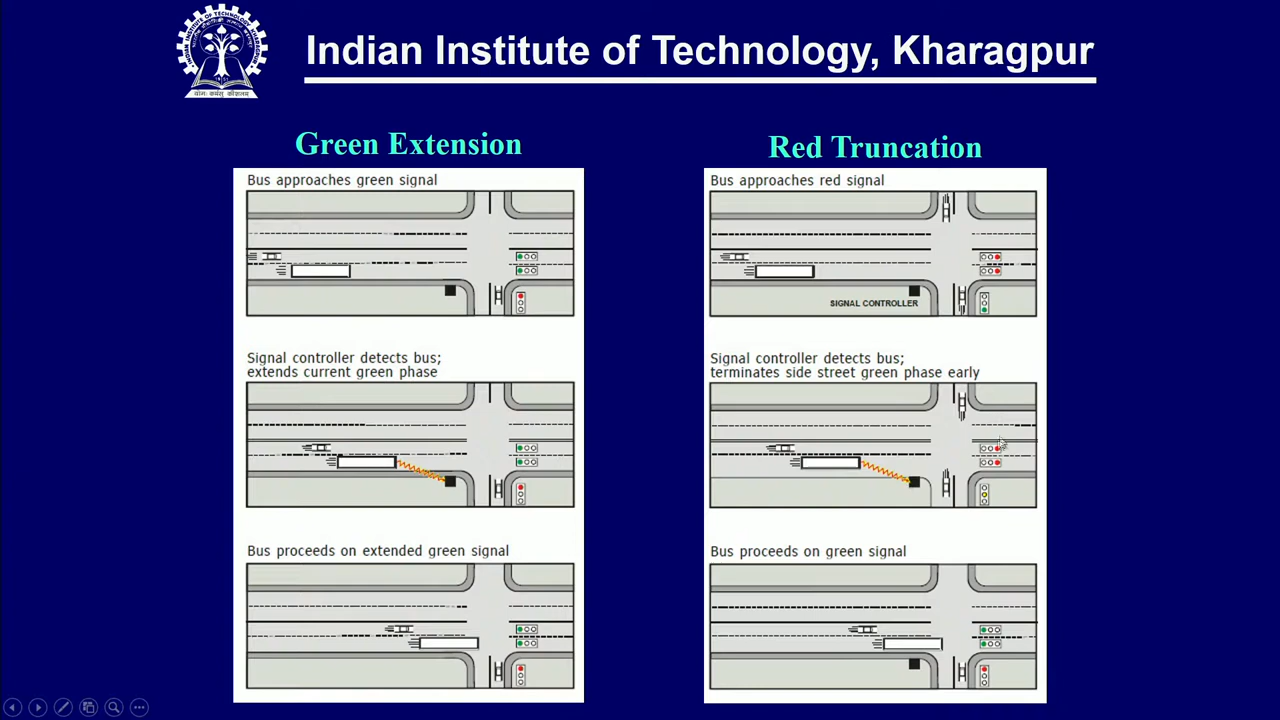 Indian Institute of Technology, Kharagpur
Green Extension
Bus approaches green signal
Signal controller detects bus;
extends current green phase
Bus proceeds on extended green signal
Red Truncation
Bus approaches red signal
SIGNAL CONTROLLER
Signal controller detects bus;
terminates side street green phase early
Bus proceeds on green signal